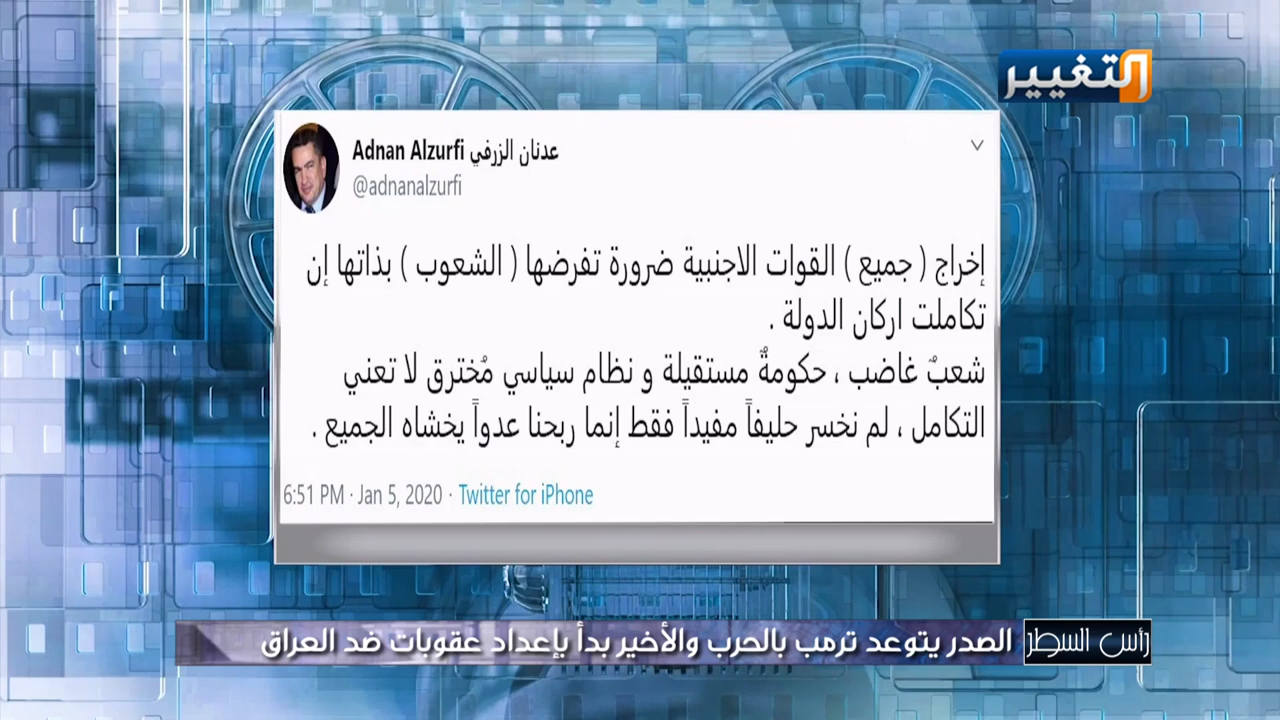 التغيير
Adnan Alzurfi عدنان الزرفي
@adnanalzurfi
إخراج ( جميع ) القوات الاجنبية ضرورة تفرضها ( الشعوب ) بذاتها إن
تكاملت اركان الدولة .
شعبٌ غاضب ، حكومةٌ مستقيلة و نظام سياسي مُخترق لا تعني
التكامل ، لم نخسر حليفاً مفيداً فقط إنما ربحنا عدواً يخشاه الجميع .
6:51 PM · Jan 5, 2020 · Twitter for iPhone
رأس السطر
الصدر يتوعد ترمب بالحرب والأخير بدأ بإعداد عقوبات ضد العراق